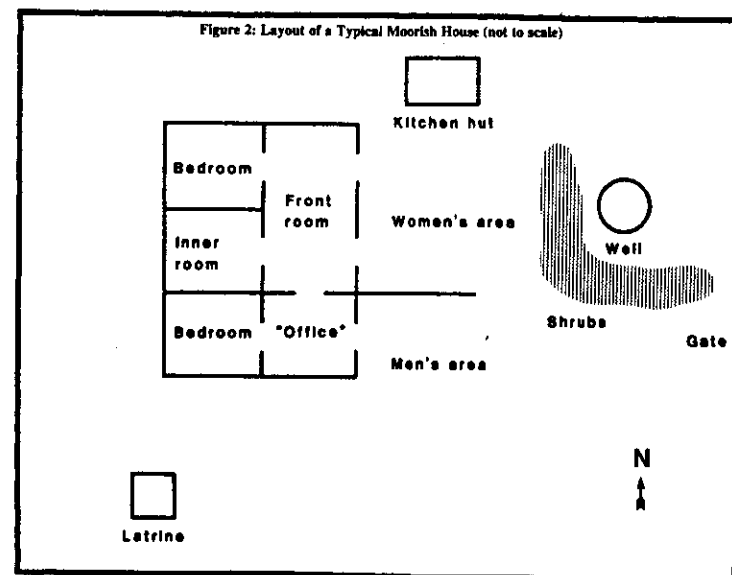 Figure 2: Layout of a Typical Moorish House (not to scale)
Kitchen hut
Bedroom
Front
room
Women's area
Inner
room
Well
Bedroom
"Office"
Men's area
Shrubs
Gate
N
Latrine